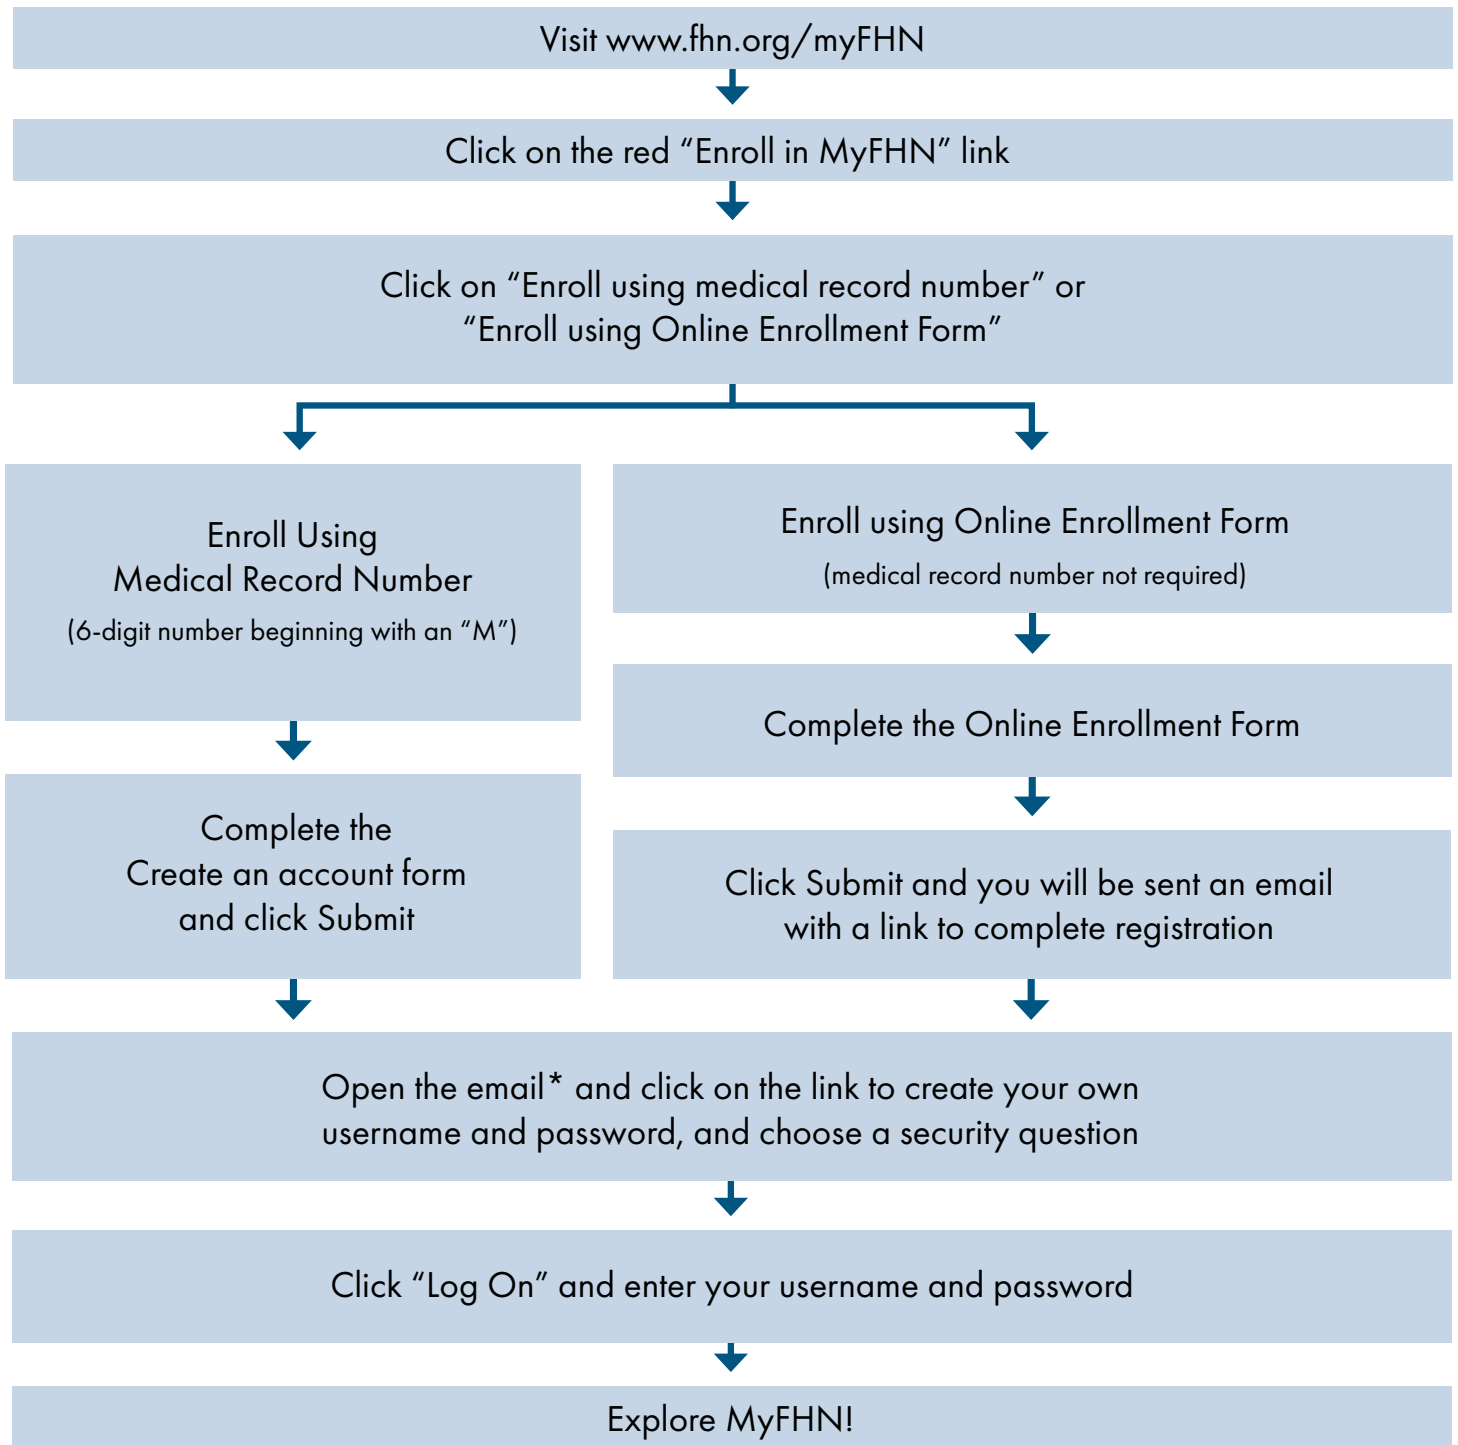 Visit www.fhn.org/myFHN
Click on the red “Enroll in MyFHN” link
Click on “Enroll using medical record number” or
“Enroll using Online Enrollment Form”
Enroll Using
Medical Record Number
(6-digit number beginning with an “M”)
Complete the
Create an account form
and click Submit
Enroll using Online Enrollment Form
(medical record number not required)
Complete the Online Enrollment Form
Click Submit and you will be sent an email
with a link to complete registration
Open the email* and click on the link to create your own
username and password, and choose a security question
Click “Log On” and enter your username and password
Explore MyFHN!